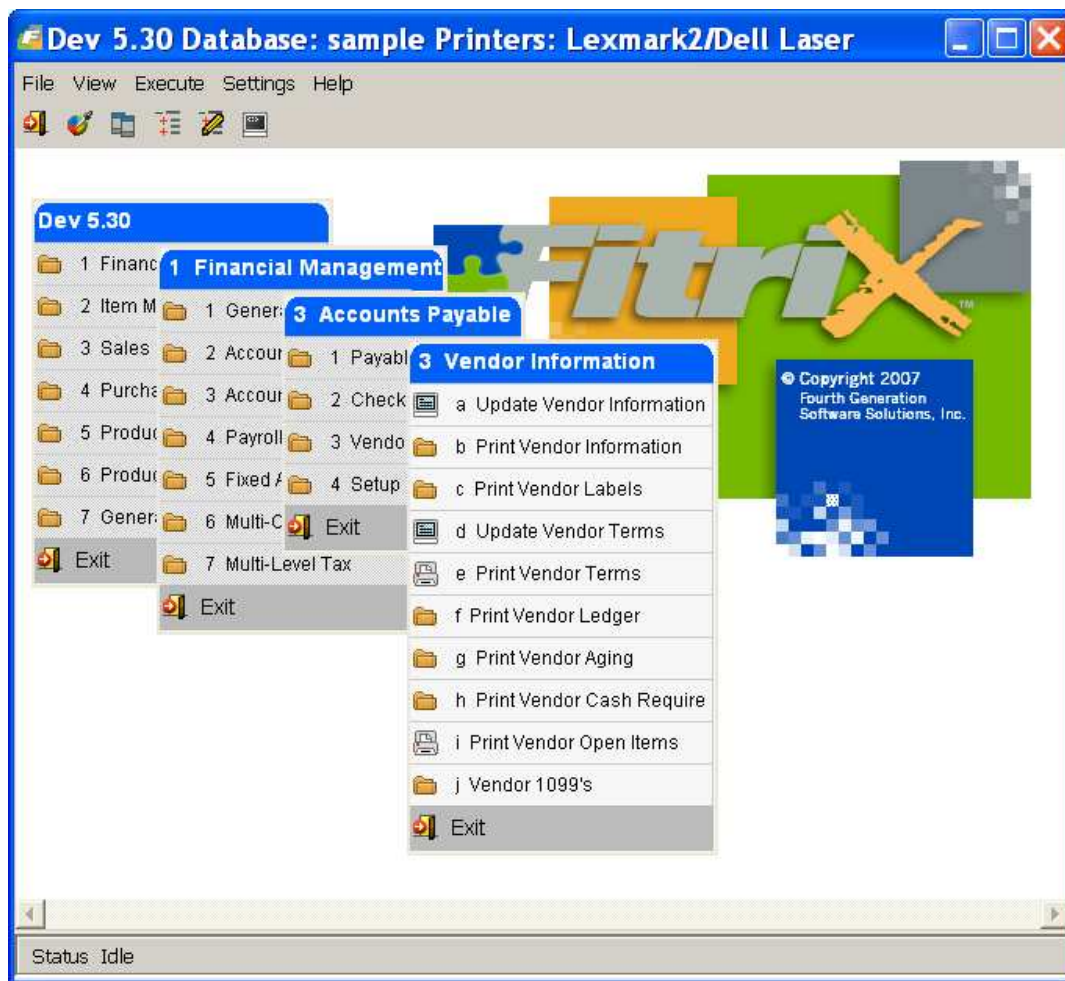 Dev 5.30 Database: sample Printers: Lexmark2/Dell Laser
File View Execute Settings Help
Dev 5.30
1 Financ
2 Item M
3 Sales
4 Purcha
5 Produc
6 Produc
7 Genera
Exit
1 Financial Management
1 Genera
2 Accour
3 Accour
4 Payroll
5 Fixed A
6 Multi-C
7 Multi-Level Tax
Exit
3 Accounts Payable
1 Payabl
2 Check
3 Vendo
4 Setup
Exit
3 Vendor Information
a Update Vendor Information
b Print Vendor Information
c Print Vendor Labels
d Update Vendor Terms
e Print Vendor Terms
f Print Vendor Ledger
g Print Vendor Aging
h Print Vendor Cash Require
i Print Vendor Open Items
j Vendor 1099's
Exit
FitriX™
© Copyright 2007
Fourth Generation
Software Solutions, Inc.
Status Idle